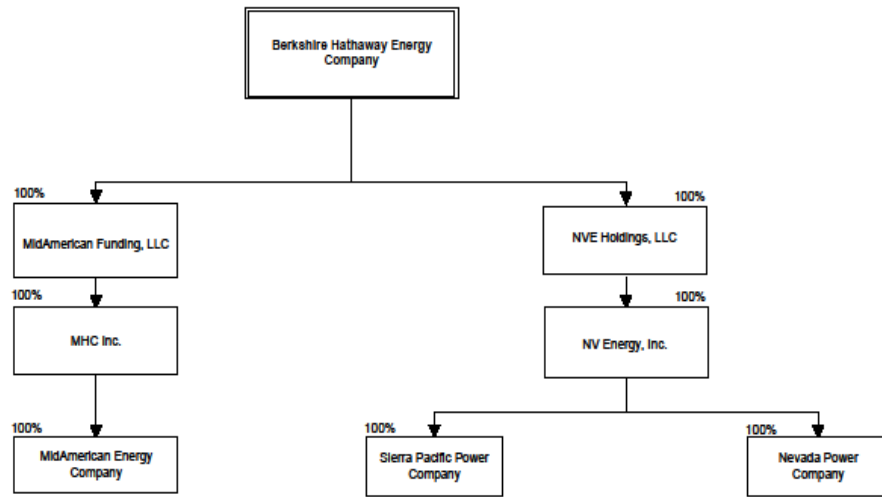 Berkshire Hathaway Energy
Company
100%
100%
MidAmerican Funding, LLC
NVE Holdings, LLC
100%
100%
MHC Inc.
NV Energy, Inc.
100%
100%
100%
MidAmerican Energy
Company
Sierra Pacific Power
Company
Nevada Power
Company